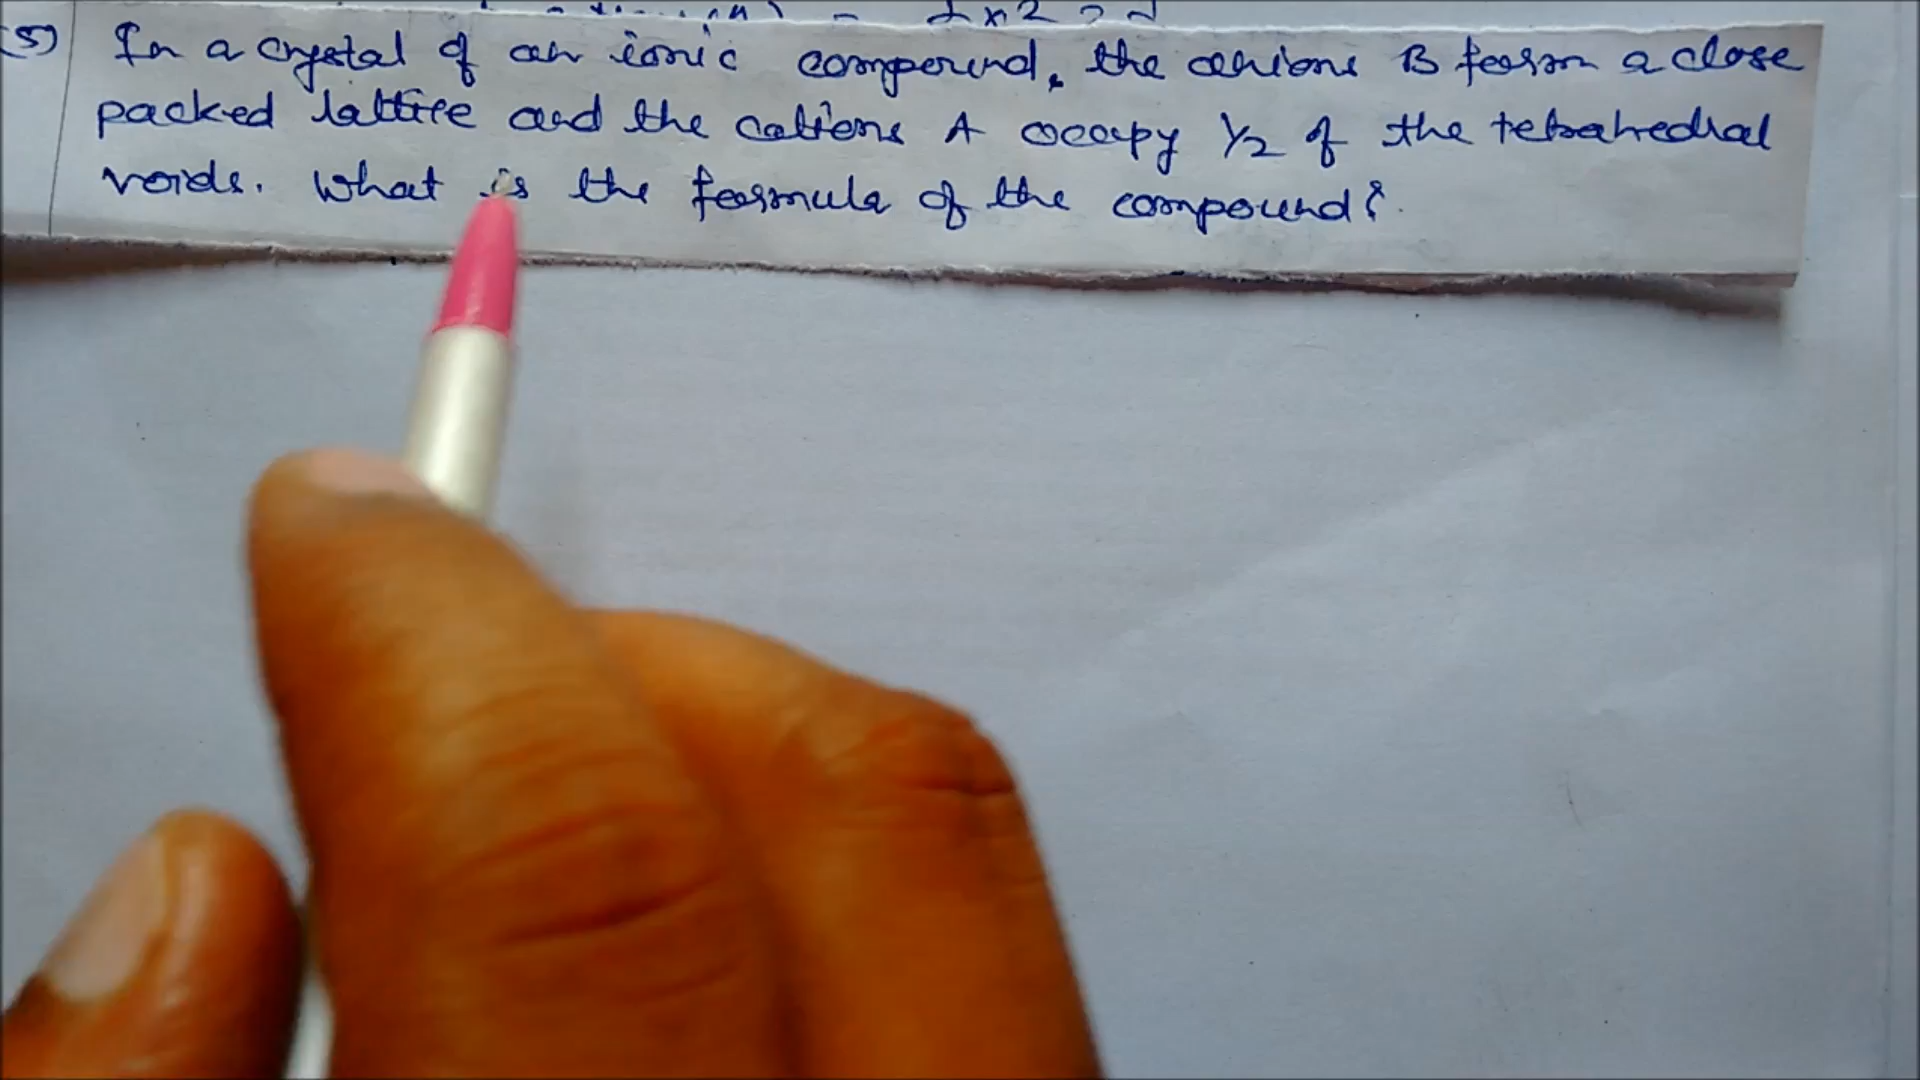 (5) In a crystal of an ionic compound, the anions B form a close
packed lattice and the cations A occupy 1/2 of the tetrahedral
voids. What is the formula of the compound?